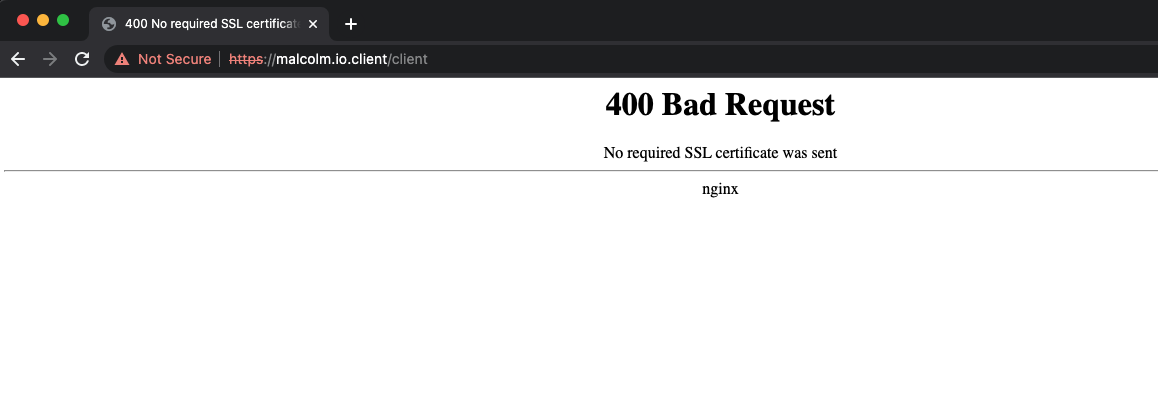 400 No required SSL certificat
Not Secure https://malcolm.io.client/client
400 Bad Request
No required SSL certificate was sent
nginx